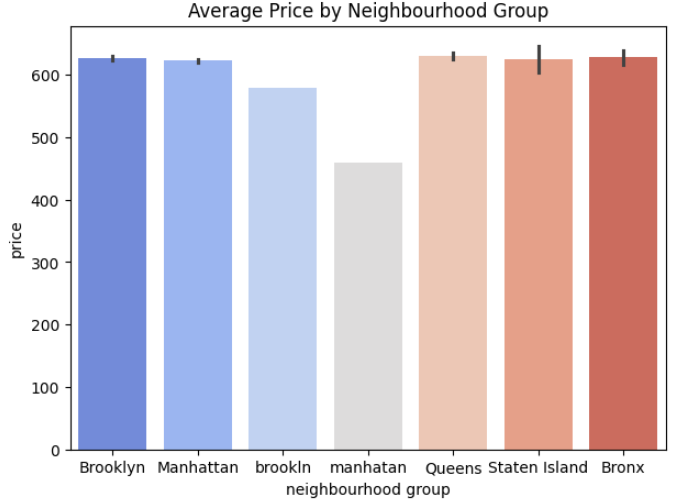 Average Price by Neighbourhood Group
price
600
500
400
300
200
100
0
Brooklyn Manhattan brookln manhatan Queens Staten Island Bronx
neighbourhood group